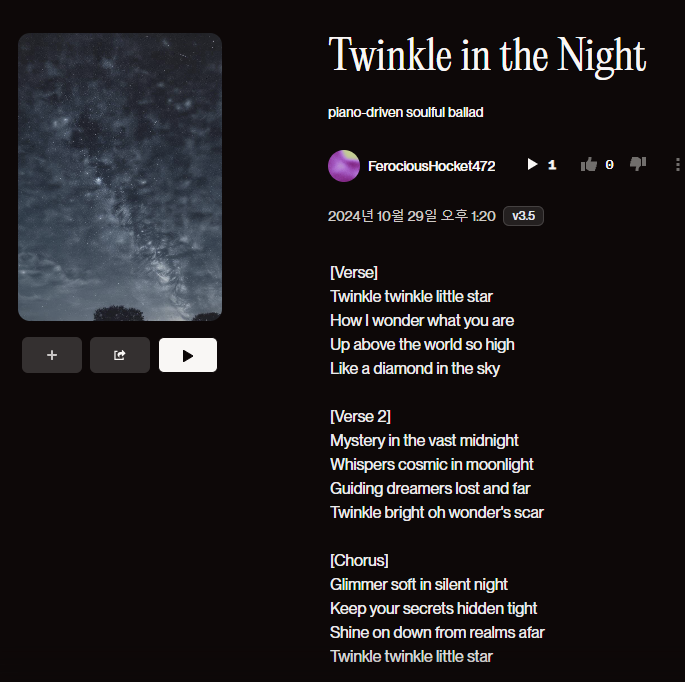 Twinkle in the Night
piano-driven soulful ballad
FerociousHocket472 1 0
2024년 10월 29일 오후 1:20 v3.5
[Verse]
Twinkle twinkle little star
How I wonder what you are
Up above the world so high
Like a diamond in the sky
[Verse 2]
Mystery in the vast midnight
Whispers cosmic in moonlight
Guiding dreamers lost and far
Twinkle bright oh wonder's scar
[Chorus]
Glimmer soft in silent night
Keep your secrets hidden tight
Shine on down from realms afar
Twinkle twinkle little star